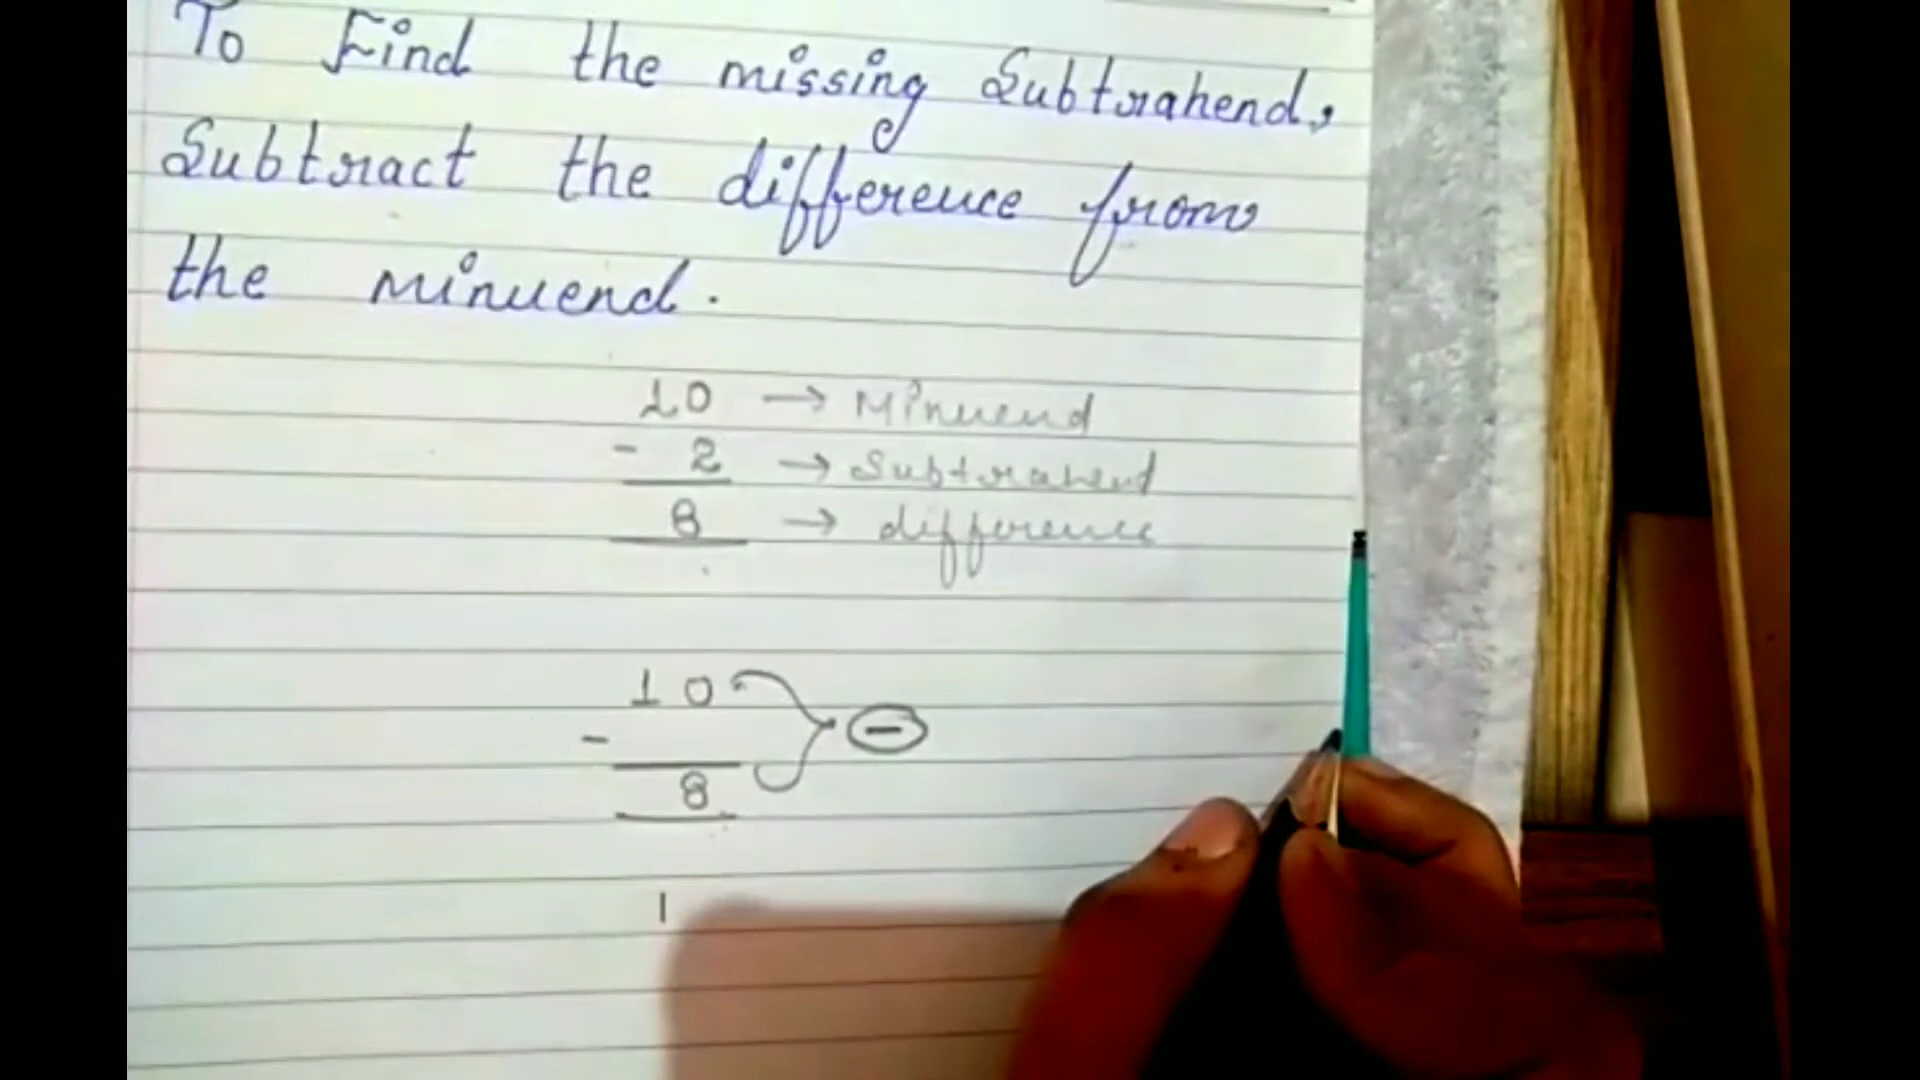 To Find the missing Subtrahend,
Subtract the difference from
the minuend.
10 → Minuend
- 2 → Subtrahend
8 → difference
10
- -
8
1